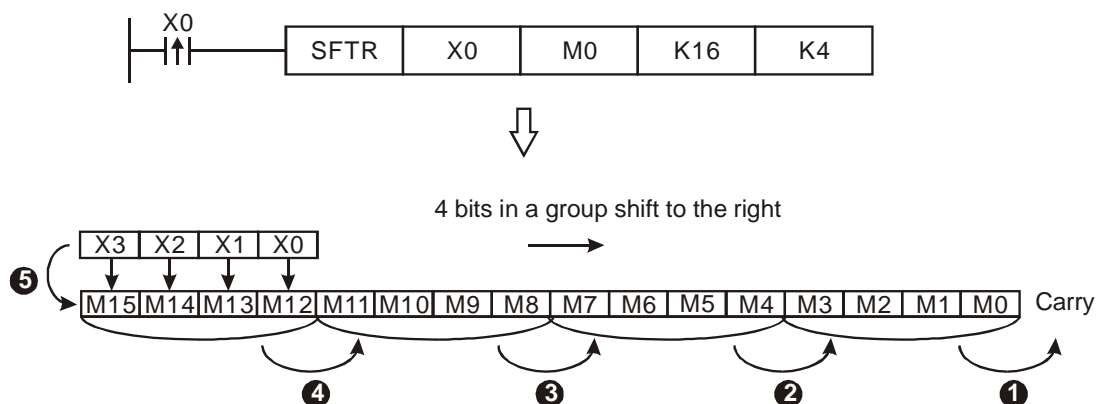 X0
SFTR X0 M0 K16 K4
4 bits in a group shift to the right
X3 X2 X1 X0
5
M15 M14 M13 M12 M11 M10 M9 M8 M7 M6 M5 M4 M3 M2 M1 M0 Carry
4 3 2 1